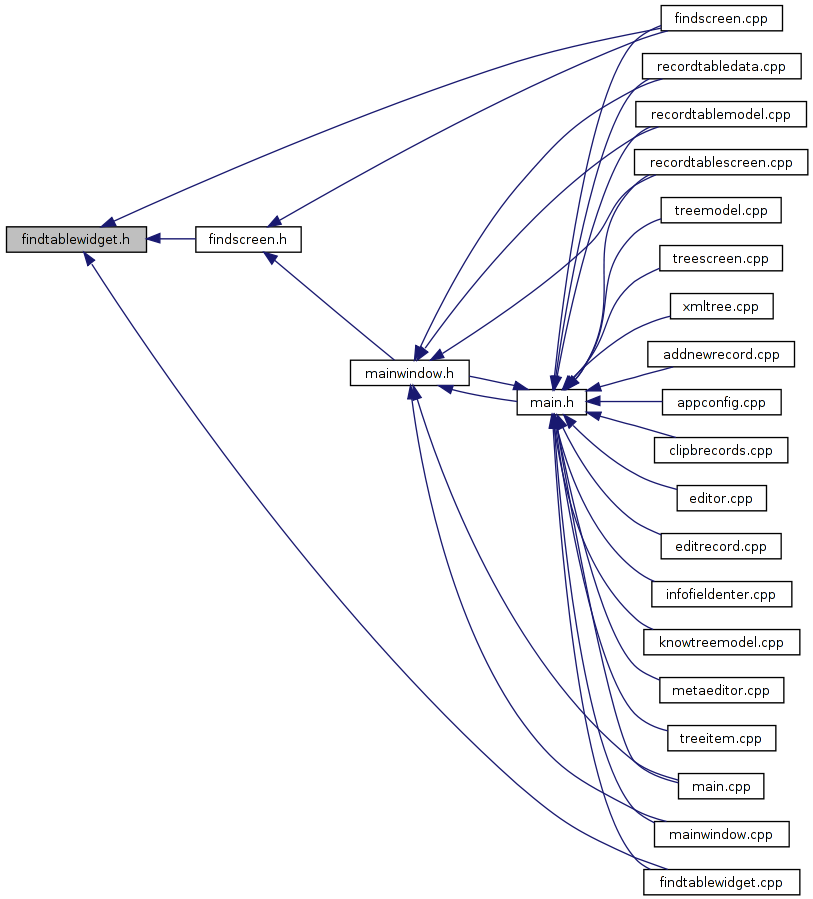 findscreen.cpp
recordtabledata.cpp
recordtablemodel.cpp
recordtablescreen.cpp
treemodel.cpp
findtablewidget.h
findscreen.h
treescreen.cpp
xmltree.cpp
addnewrecord.cpp
mainwindow.h
main.h
appconfig.cpp
clipbrecords.cpp
editor.cpp
editrecord.cpp
infofieldenter.cpp
knowtreemodel.cpp
metaeditor.cpp
treeitem.cpp
main.cpp
mainwindow.cpp
findtablewidget.cpp